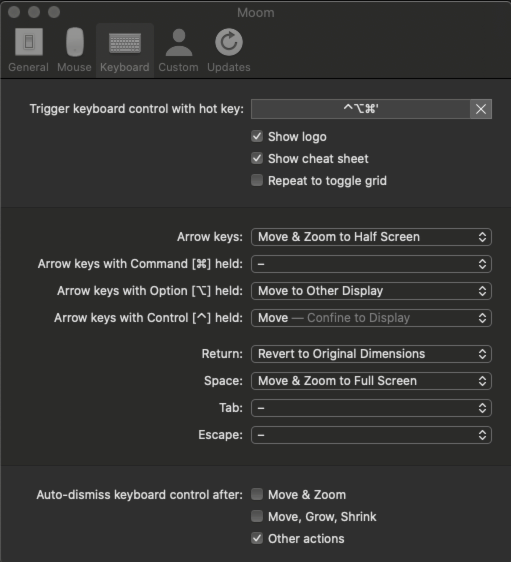 Moom
General Mouse Keyboard Custom Updates
Trigger keyboard control with hot key: ^⌥⌘'
Show logo
Show cheat sheet
Repeat to toggle grid
Arrow keys: Move & Zoom to Half Screen
Arrow keys with Command [⌘] held: –
Arrow keys with Option [⌥] held: Move to Other Display
Arrow keys with Control [^] held: Move — Confine to Display
Return: Revert to Original Dimensions
Space: Move & Zoom to Full Screen
Tab: –
Escape: –
Auto-dismiss keyboard control after: Move & Zoom
Move, Grow, Shrink
Other actions